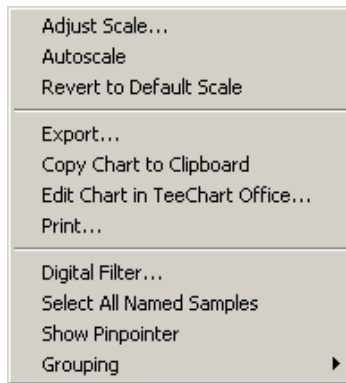 Adjust Scale...
Autoscale
Revert to Default Scale
Export...
Copy Chart to Clipboard
Edit Chart in TeeChart Office...
Print...
Digital Filter...
Select All Named Samples
Show Pinpointer
Grouping